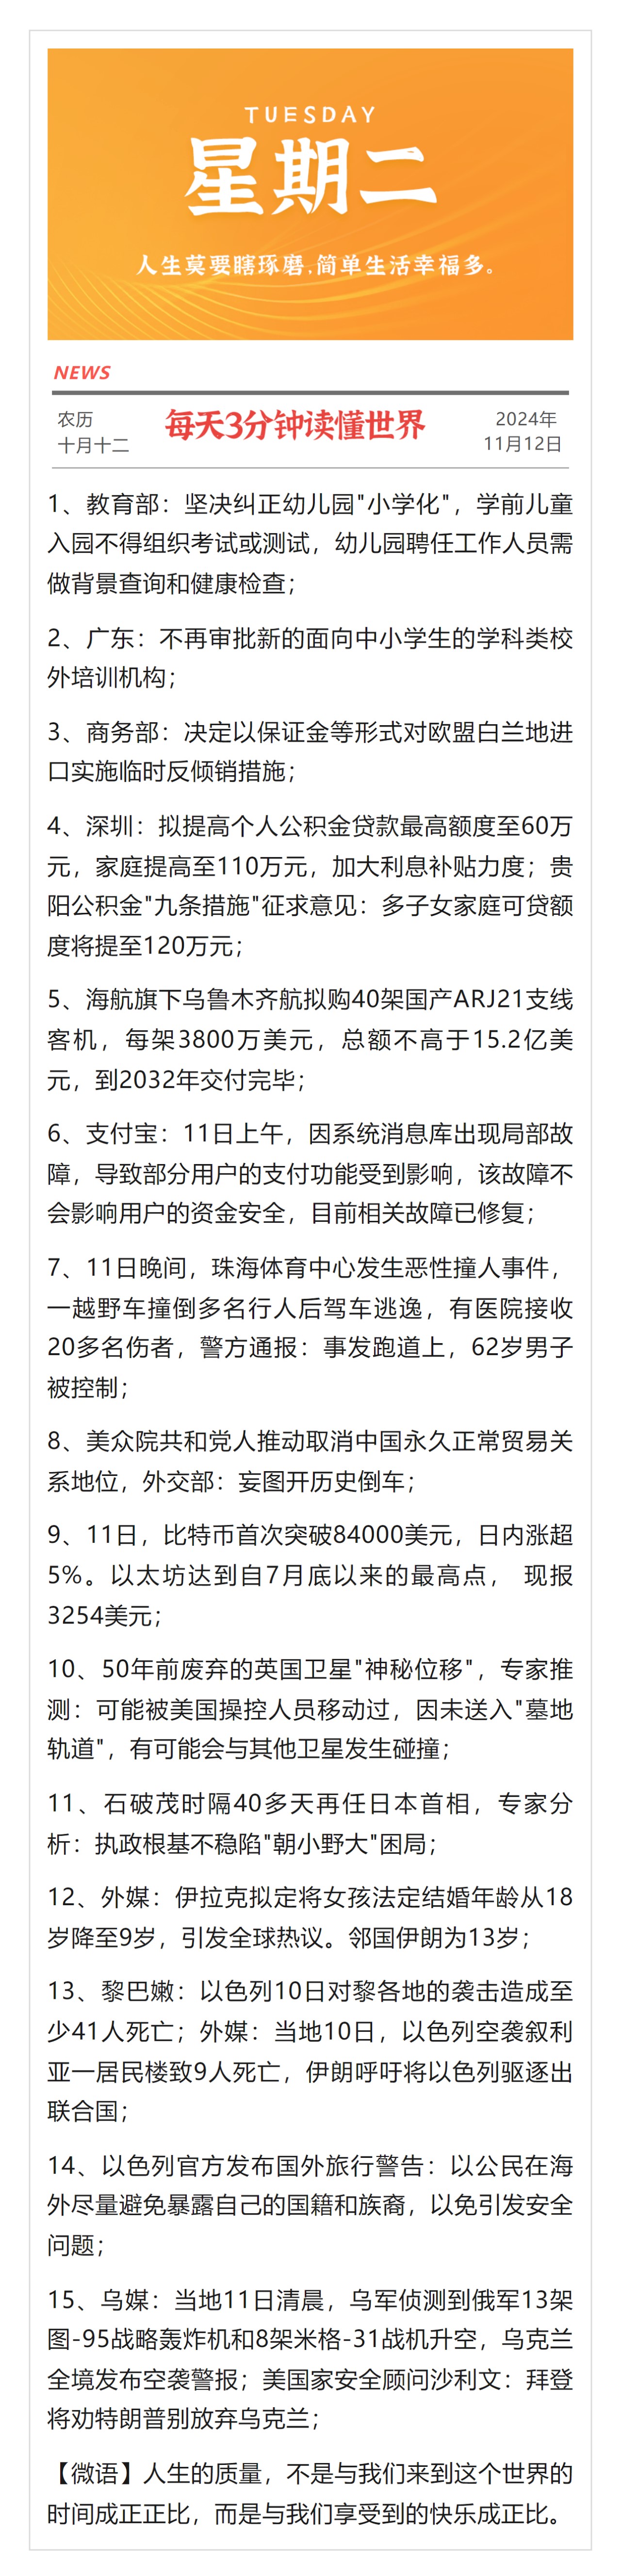 TUESDAY
星期二
人生莫要瞎琢磨,简单生活幸福多。
NEWS
农历
十月十二
每天3分钟读懂世界
2024年
11月12日
1、教育部：坚决纠正幼儿园"小学化"，学前儿童
入园不得组织考试或测试，幼儿园聘任工作人员需
做背景查询和健康检查；
2、广东：不再审批新的面向中小学生的学科类校
外培训机构；
3、商务部：决定以保证金等形式对欧盟白兰地进
口实施临时反倾销措施；
4、深圳：拟提高个人公积金贷款最高额度至60万
元，家庭提高至110万元，加大利息补贴力度；贵
阳公积金"九条措施"征求意见：多子女家庭可贷额
度将提至120万元；
5、海航旗下乌鲁木齐航拟购40架国产ARJ21支线
客机，每架3800万美元，总额不高于15.2亿美
元，到2032年交付完毕；
6、支付宝：11日上午，因系统消息库出现局部故
障，导致部分用户的支付功能受到影响，该故障不
会影响用户的资金安全，目前相关故障已修复；
7、11日晚间，珠海体育中心发生恶性撞人事件，
一越野车撞倒多名行人后驾车逃逸，有医院接收
20多名伤者，警方通报：事发跑道上，62岁男子
被控制；
8、美众院共和党人推动取消中国永久正常贸易关
系地位，外交部：妄图开历史倒车；
9、11日，比特币首次突破84000美元，日内涨超
5%。以太坊达到自7月底以来的最高点， 现报
3254美元；
10、50年前废弃的英国卫星"神秘位移"，专家推
测：可能被美国操控人员移动过，因未送入"墓地
轨道"，有可能会与其他卫星发生碰撞；
11、石破茂时隔40多天再任日本首相，专家分
析：执政根基不稳陷"朝小野大"困局；
12、外媒：伊拉克拟定将女孩法定结婚年龄从18
岁降至9岁，引发全球热议。邻国伊朗为13岁；
13、黎巴嫩：以色列10日对黎各地的袭击造成至
少41人死亡；外媒：当地10日，以色列空袭叙利
亚一居民楼致9人死亡，伊朗呼吁将以色列驱逐出
联合国；
14、以色列官方发布国外旅行警告：以公民在海
外尽量避免暴露自己的国籍和族裔，以免引发安全
问题；
15、乌媒：当地11日清晨，乌军侦测到俄军13架
图-95战略轰炸机和8架米格-31战机升空，乌克兰
全境发布空袭警报；美国家安全顾问沙利文：拜登
将劝特朗普别放弃乌克兰；
【微语】人生的质量，不是与我们来到这个世界的
时间成正正比，而是与我们享受到的快乐成正比。